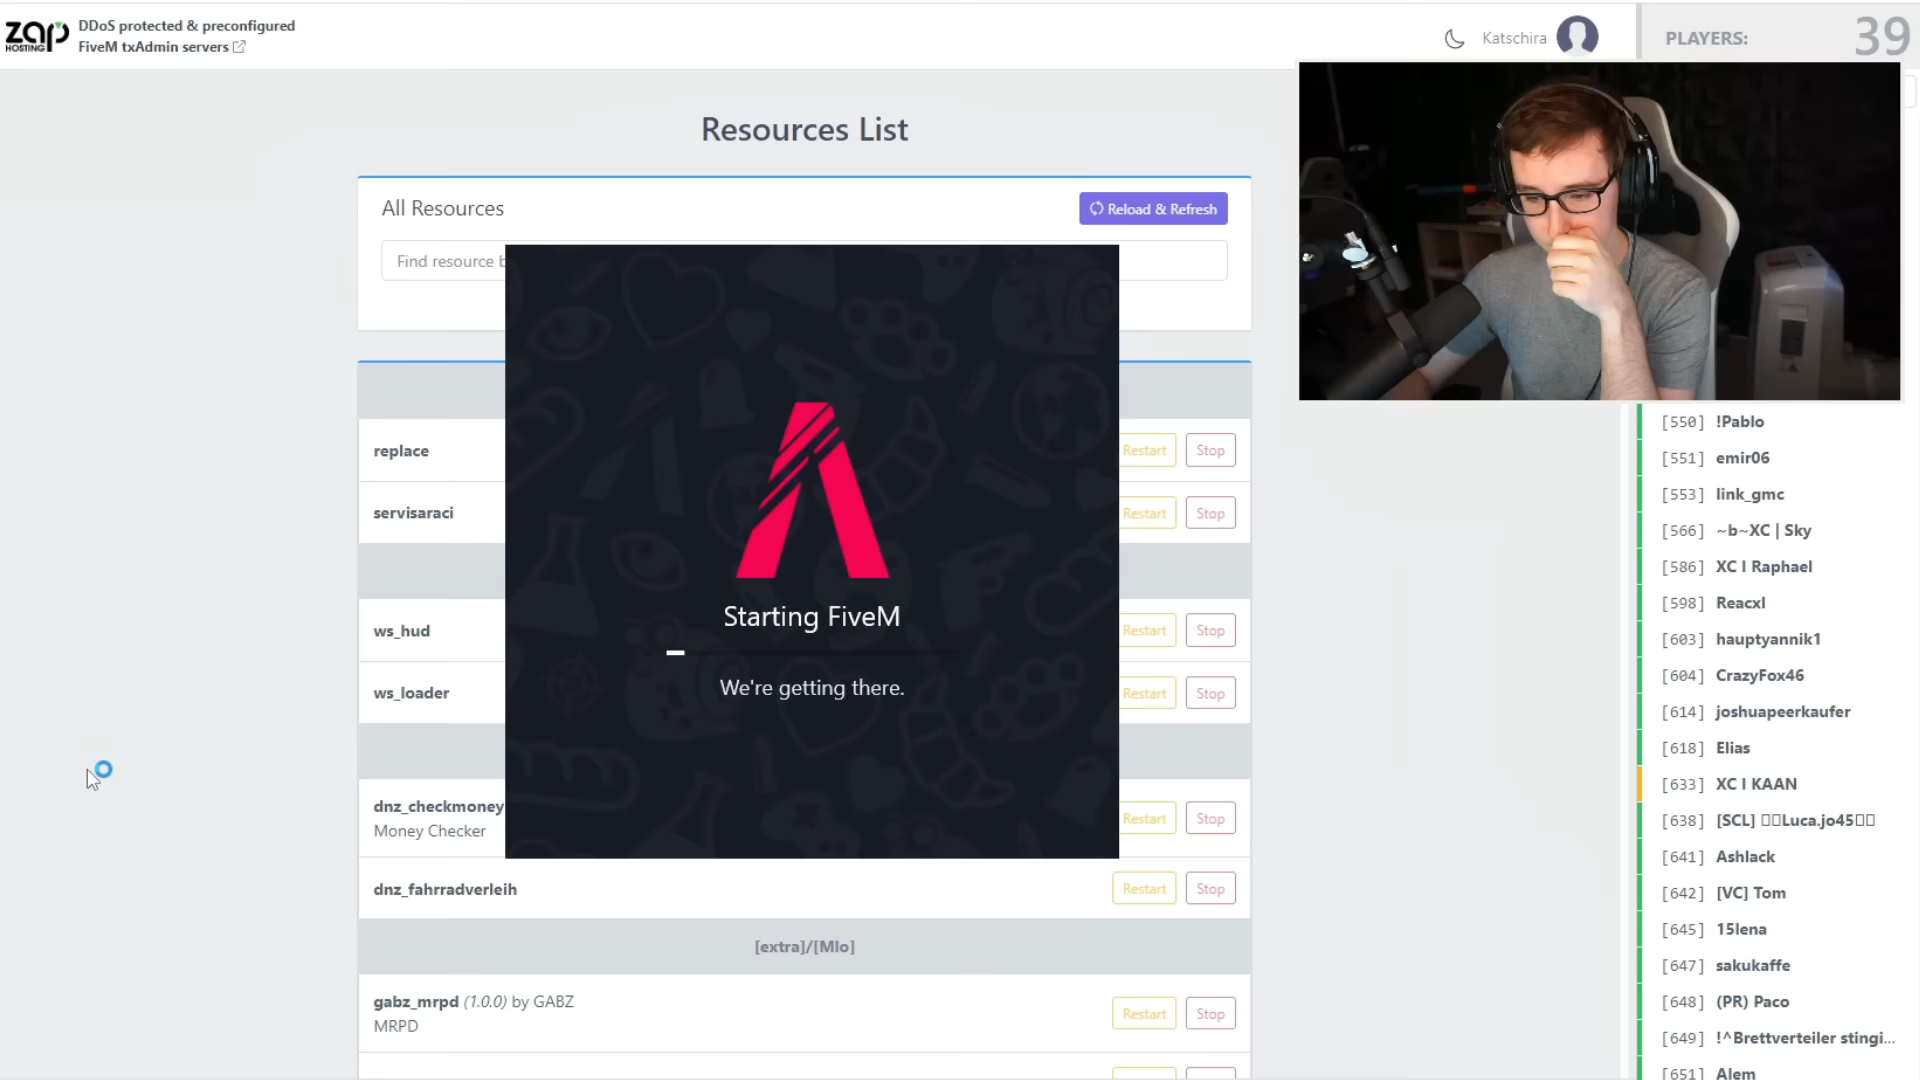 zap
HOSTING
DDoS protected & preconfigured
FiveM txAdmin servers
Katschira
PLAYERS:
39
Resources List
All Resources
Reload & Refresh
Find resource b
replace
Restart
Stop
servisaraci
Restart
Stop
ws_hud
Restart
Stop
ws_loader
Restart
Stop
dnz_checkmoney
Money Checker
Restart
Stop
dnz_fahrradverleih
Restart
Stop
[extra]/[Mlo]
gabz_mrpd (1.0.0) by GABZ
MRPD
Restart
Stop
Starting FiveM
We're getting there.
[550] !Pablo
[551] emir06
[553] link_gmc
[566] ~b~XC | Sky
[586] XC I Raphael
[598] Reacxl
[603] hauptyannik1
[604] CrazyFox46
[614] joshuapeerkaufer
[618] Elias
[633] XC I KAAN
[638] [SCL] ▯▯Luca.jo45▯▯
[641] Ashlack
[642] [VC] Tom
[645] 15lena
[647] sakukaffe
[648] (PR) Paco
[649] !^Brettverteiler stingi...
[651] Alem